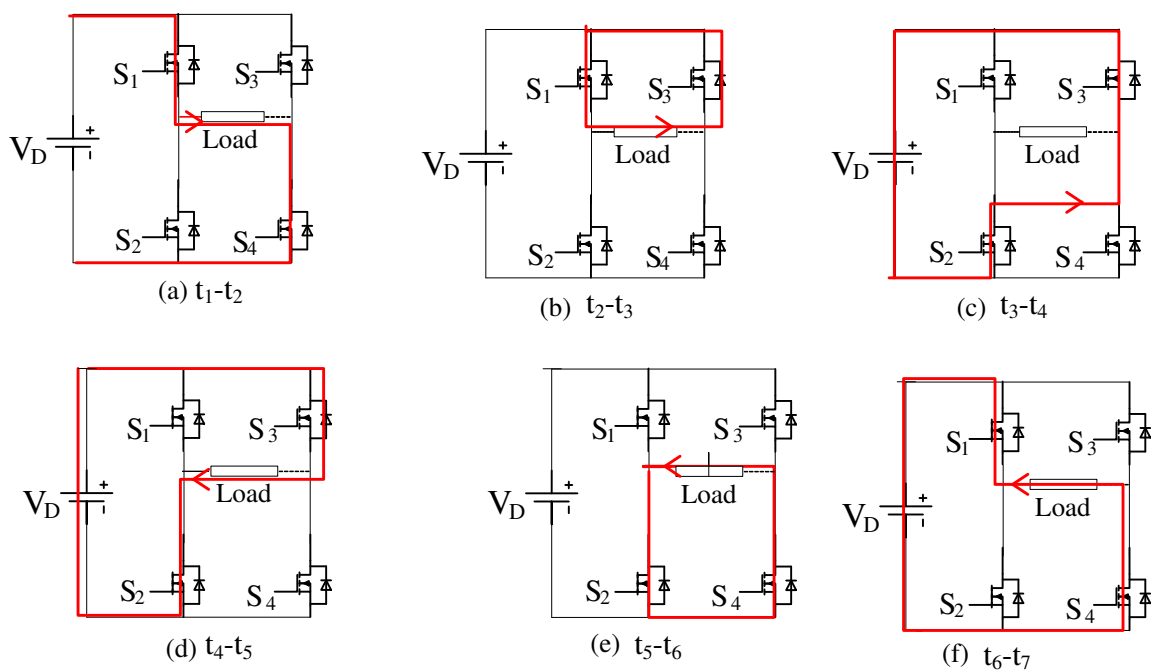 S1 S3
Load
VD + -
S2 S4
(a) t1-t2
S1 S3
Load
VD + -
S2 S4
(b) t2-t3
S1 S3
Load
VD + -
S2 S4
(c) t3-t4
S1 S3
Load
VD + -
S2 S4
(d) t4-t5
S1 S3
Load
VD + -
S2 S4
(e) t5-t6
S1 S3
Load
VD + -
S2 S4
(f) t6-t7